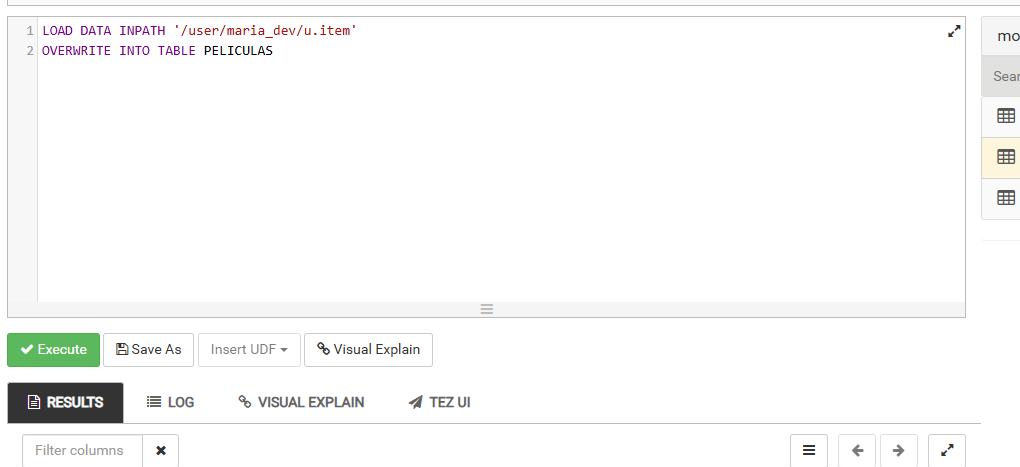 1 LOAD DATA INPATH '/user/maria_dev/u.item'
2 OVERWRITE INTO TABLE PELICULAS
mo
Sear
Execute Save As Insert UDF Visual Explain
RESULTS LOG VISUAL EXPLAIN TEZ UI
Filter columns